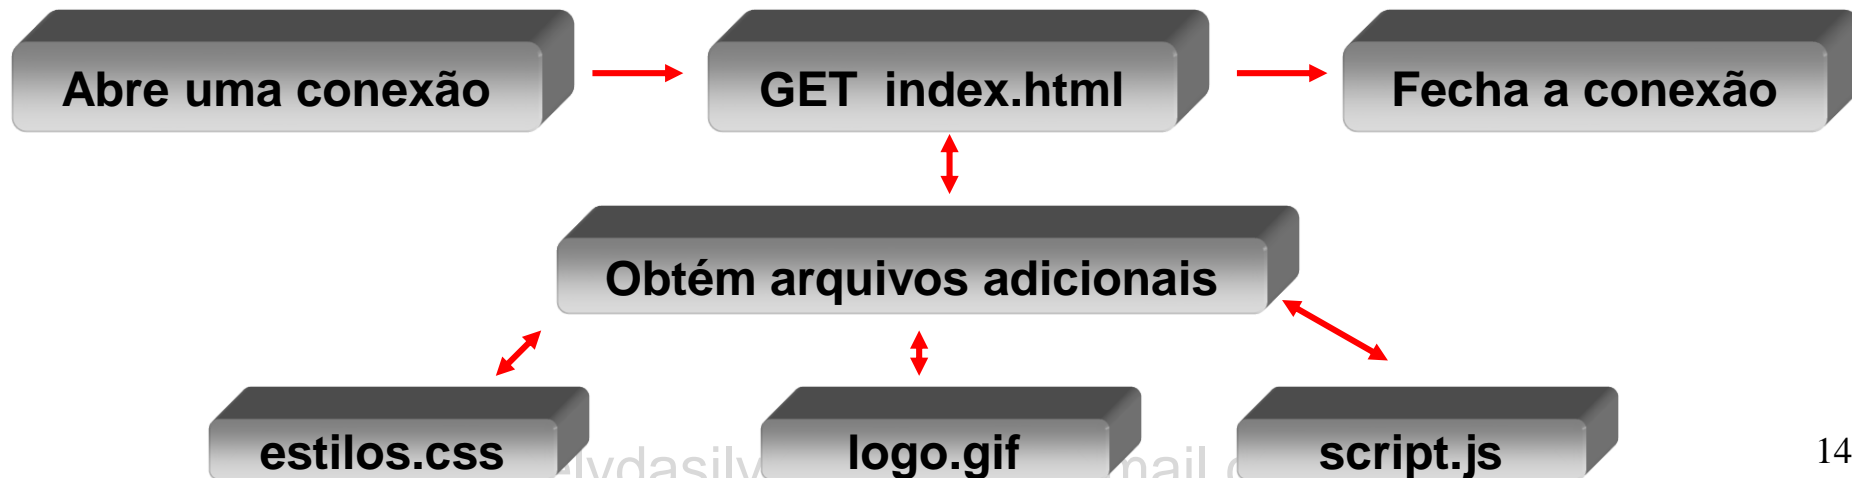 Abre uma conexão
GET index.html
Fecha a conexão
Obtém arquivos adicionais
estilos.css
logo.gif
script.js
14